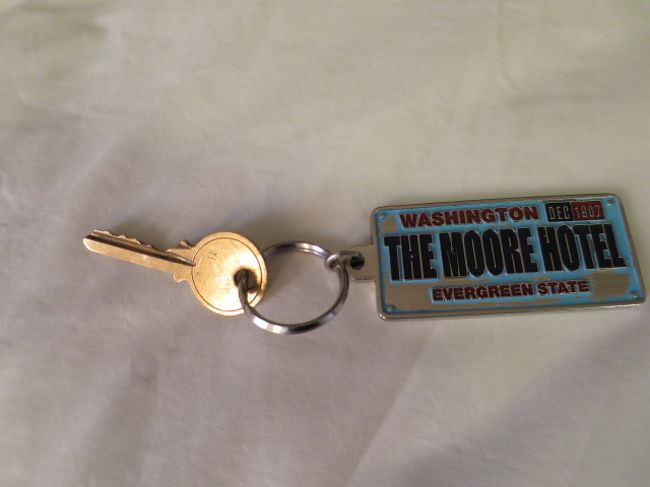 WASHINGTON DEC 1907
THE MOORE HOTEL
EVERGREEN STATE